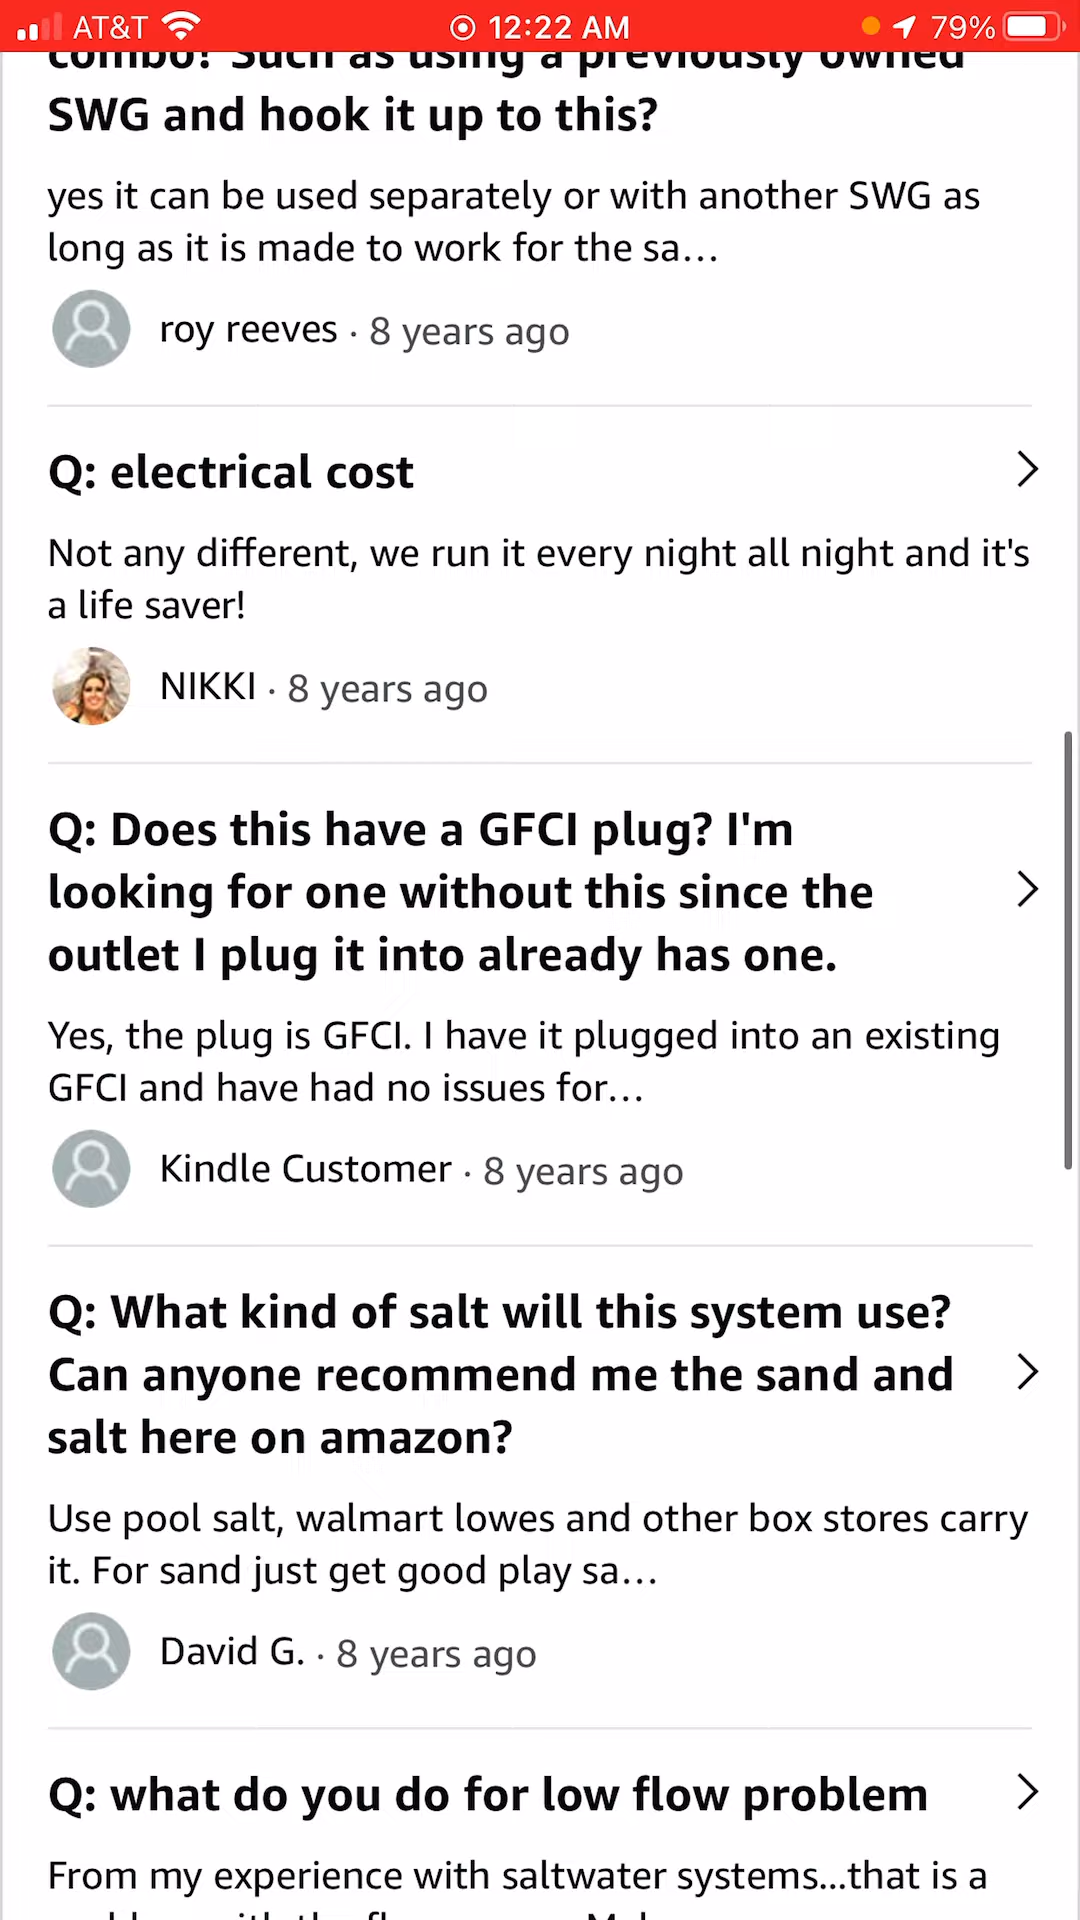 AT&T 12:22 AM 79%
combo? Such as using a previously owned
SWG and hook it up to this?
yes it can be used separately or with another SWG as
long as it is made to work for the sa...
roy reeves · 8 years ago
Q: electrical cost
Not any different, we run it every night all night and it's
a life saver!
NIKKI · 8 years ago
Q: Does this have a GFCI plug? I'm
looking for one without this since the
outlet I plug it into already has one.
Yes, the plug is GFCI. I have it plugged into an existing
GFCI and have had no issues for...
Kindle Customer · 8 years ago
Q: What kind of salt will this system use?
Can anyone recommend me the sand and
salt here on amazon?
Use pool salt, walmart lowes and other box stores carry
it. For sand just get good play sa...
David G. · 8 years ago
Q: what do you do for low flow problem
From my experience with saltwater systems...that is a